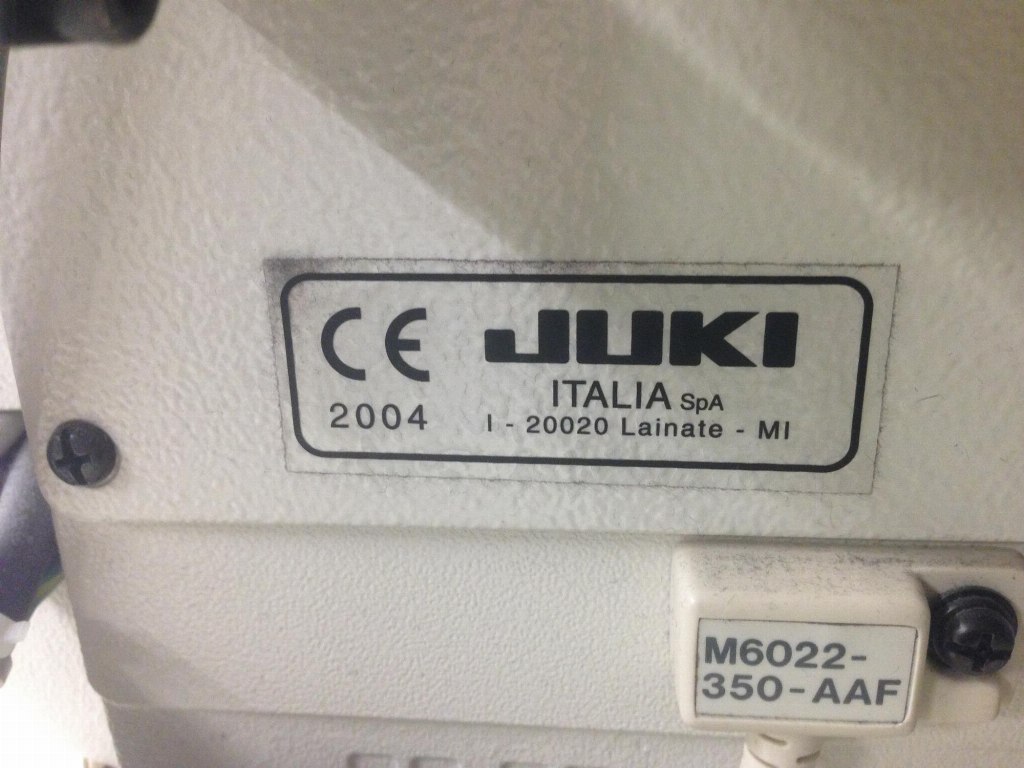 CE JUKI
2004
ITALIA SpA
I - 20020 Lainate - MI
M6022-
350-AAF